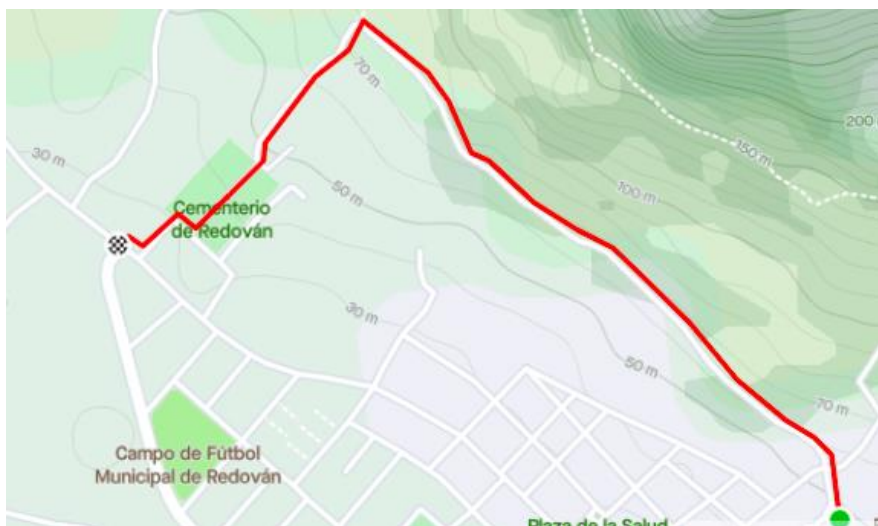 70 m
200 m
150 m
30 m
100 m
50 m
Cementerio
de Redován
30 m
50 m
70 m
Campo de Fútbol
Municipal de Redován
Plaza de la Salud